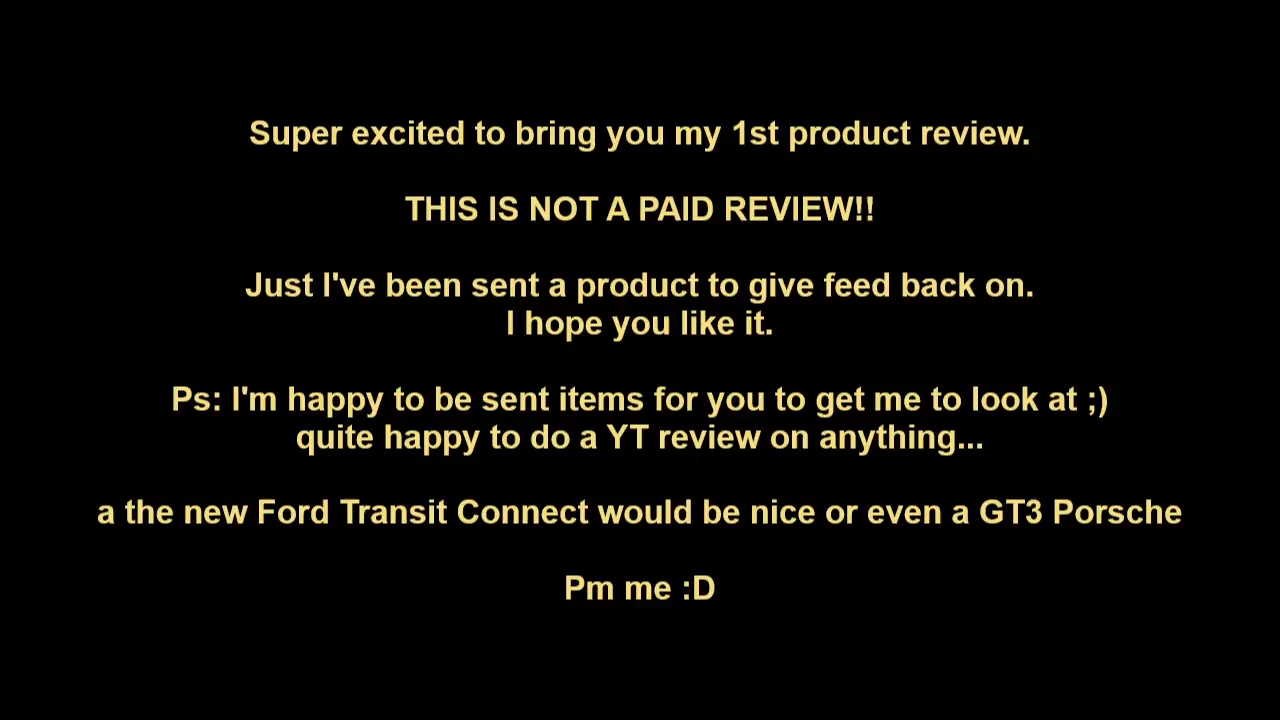 Super excited to bring you my 1st product review.
THIS IS NOT A PAID REVIEW!!
Just I've been sent a product to give feed back on.
I hope you like it.
Ps: I'm happy to be sent items for you to get me to look at ;)
quite happy to do a YT review on anything...
a the new Ford Transit Connect would be nice or even a GT3 Porsche
Pm me :D